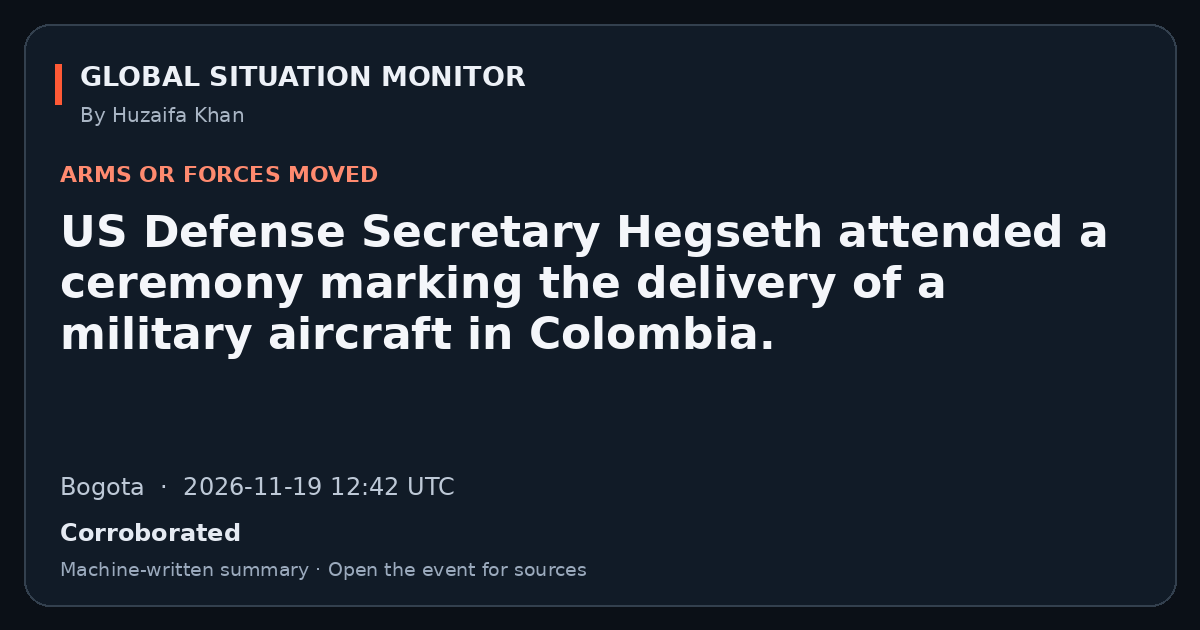 GLOBAL SITUATION MONITOR
By Huzaifa Khan
ARMS OR FORCES MOVED
US Defense Secretary Hegseth attended a
ceremony marking the delivery of a
military aircraft in Colombia.
Bogota · 2026-11-19 12:42 UTC
Corroborated
Machine-written summary · Open the event for sources